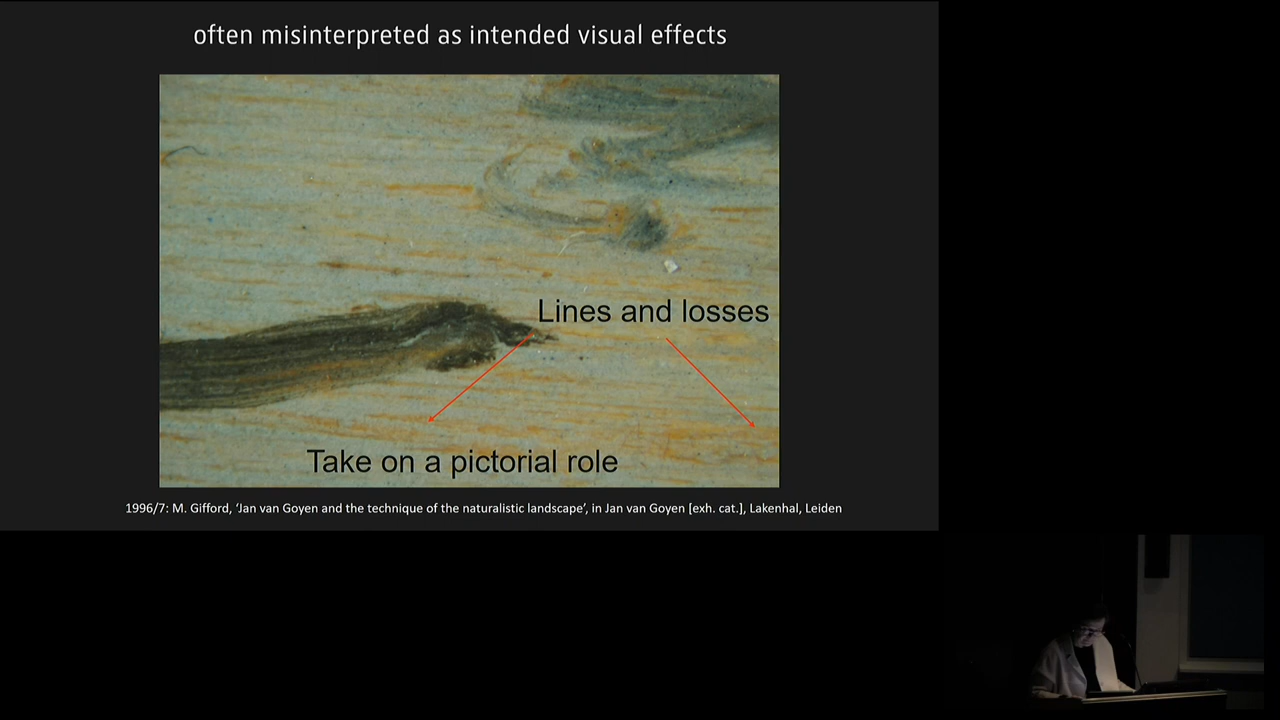 often misinterpreted as intended visual effects
Lines and losses
Take on a pictorial role
1996/7: M. Gifford, ‘Jan van Goyen and the technique of the naturalistic landscape’, in Jan van Goyen [exh. cat.], Lakenhal, Leiden